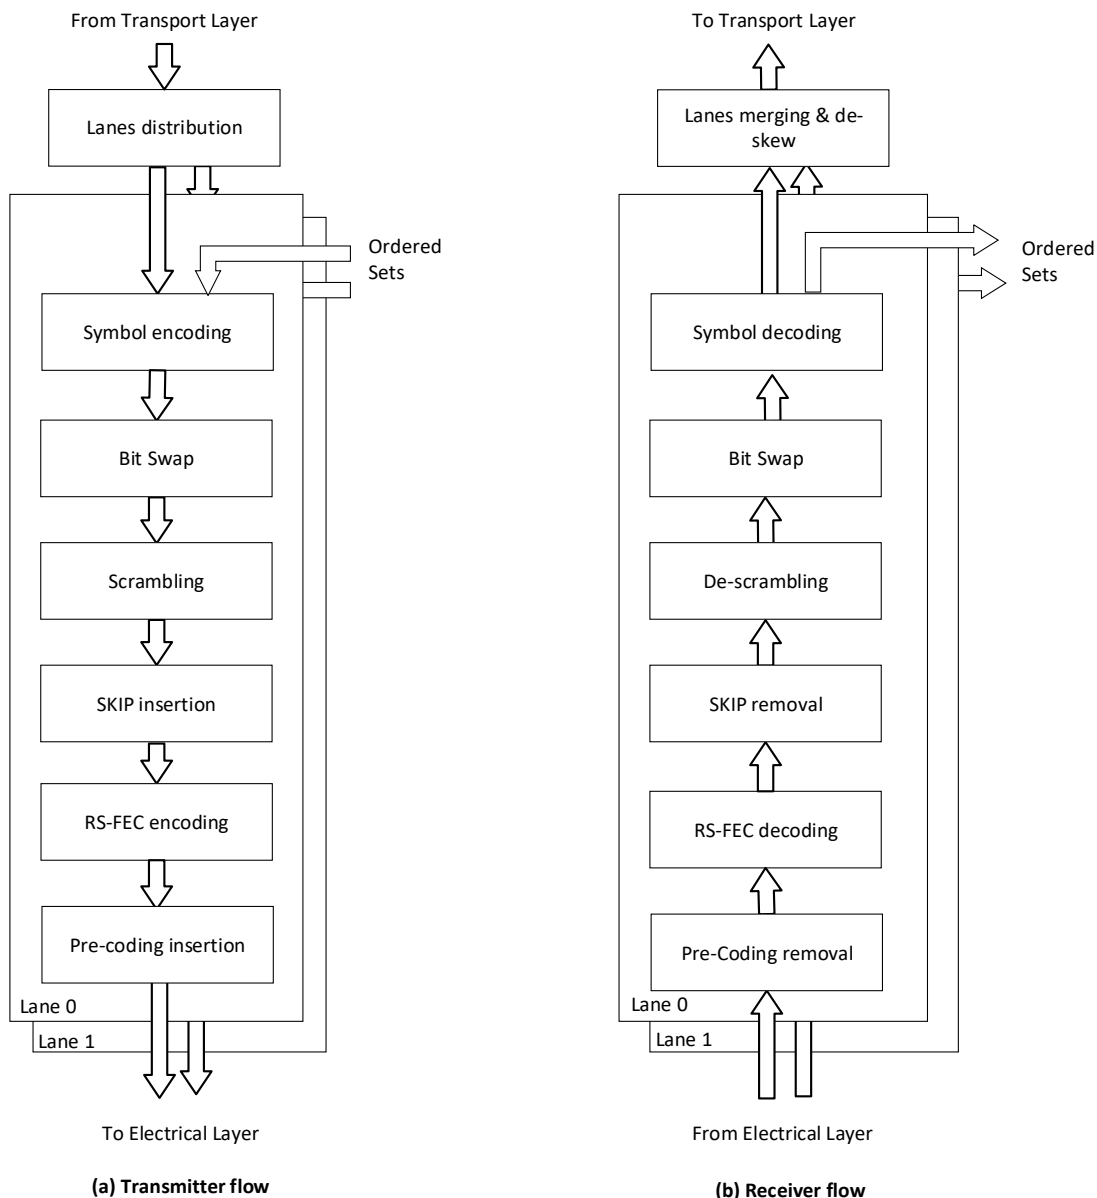 From Transport Layer
Lanes distribution
Ordered
Sets
Symbol encoding
Bit Swap
Scrambling
SKIP insertion
RS-FEC encoding
Pre-coding insertion
Lane 0
Lane 1
To Electrical Layer
(a) Transmitter flow
To Transport Layer
Lanes merging & de-
skew
Ordered
Sets
Symbol decoding
Bit Swap
De-scrambling
SKIP removal
RS-FEC decoding
Pre-Coding removal
Lane 0
Lane 1
From Electrical Layer
(b) Receiver flow